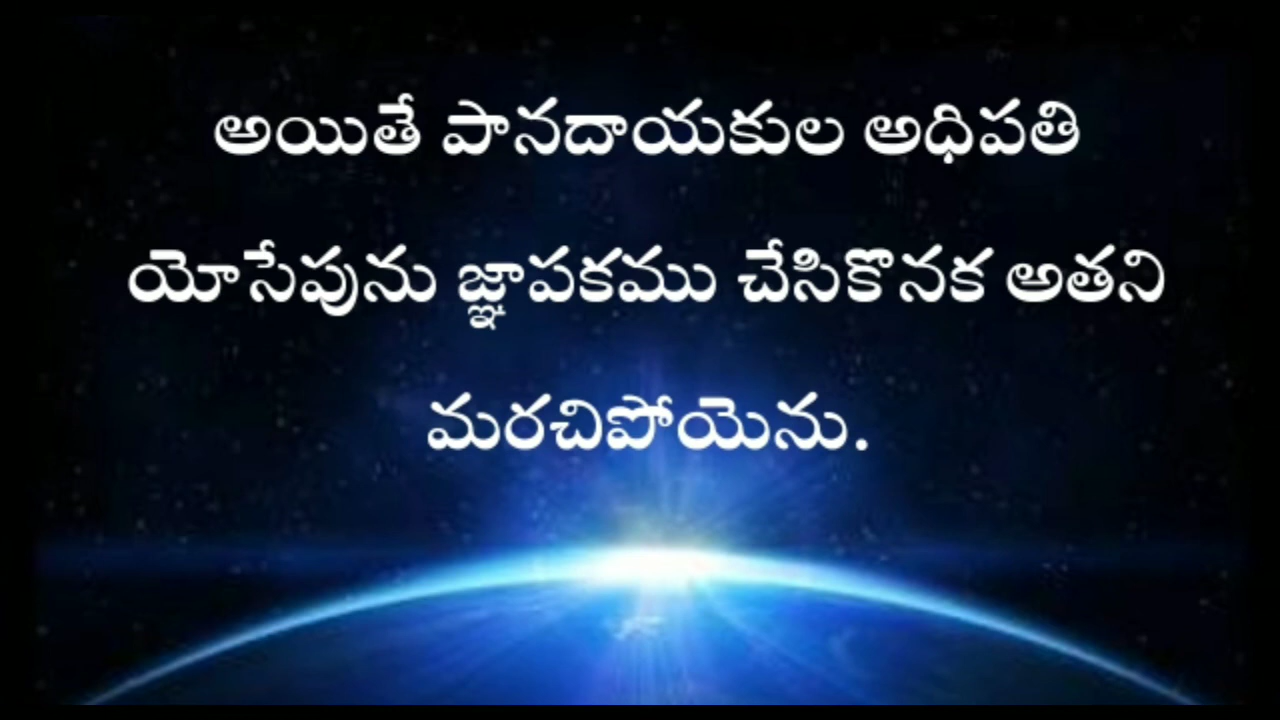 అయితే పానదాయకుల అధిపతి
యోసేపును జ్ఞాపకము చేసికొనక అతని
మరచిపోయెను.